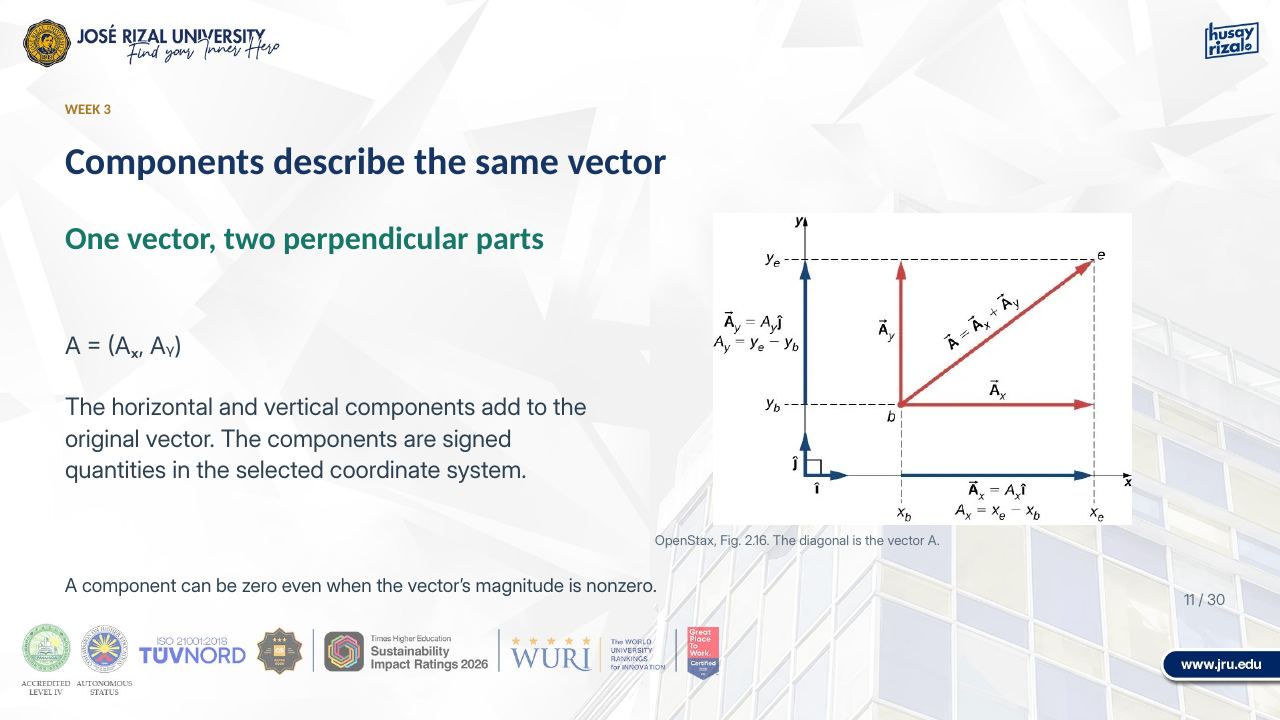 JOSÉ RIZAL UNIVERSITY
Find your Inner Hero
husay
rizal
WEEK 3
Components describe the same vector
One vector, two perpendicular parts
A = (Aₓ, Aᵧ)
The horizontal and vertical components add to the
original vector. The components are signed
quantities in the selected coordinate system.
y
yₑ
e
A⃗y = Ayĵ
Ay = yₑ − y_b
A⃗y
A⃗ = A⃗ₓ + A⃗y
A⃗ₓ
y_b
b
ĵ
î
A⃗ₓ = Aₓî
Aₓ = xₑ − x_b
x
x_b
xₑ
OpenStax, Fig. 2.16. The diagonal is the vector A.
A component can be zero even when the vector’s magnitude is nonzero.
11 / 30
ACCREDITED
LEVEL IV
AUTONOMOUS
STATUS
ISO 21001:2018
TÜVNORD
Times Higher Education
Sustainability
Impact Ratings 2026
WURI
The WORLD
UNIVERSITY
RANKINGS
for INNOVATION
Great
Place
To
Work.
Certified
www.jru.edu